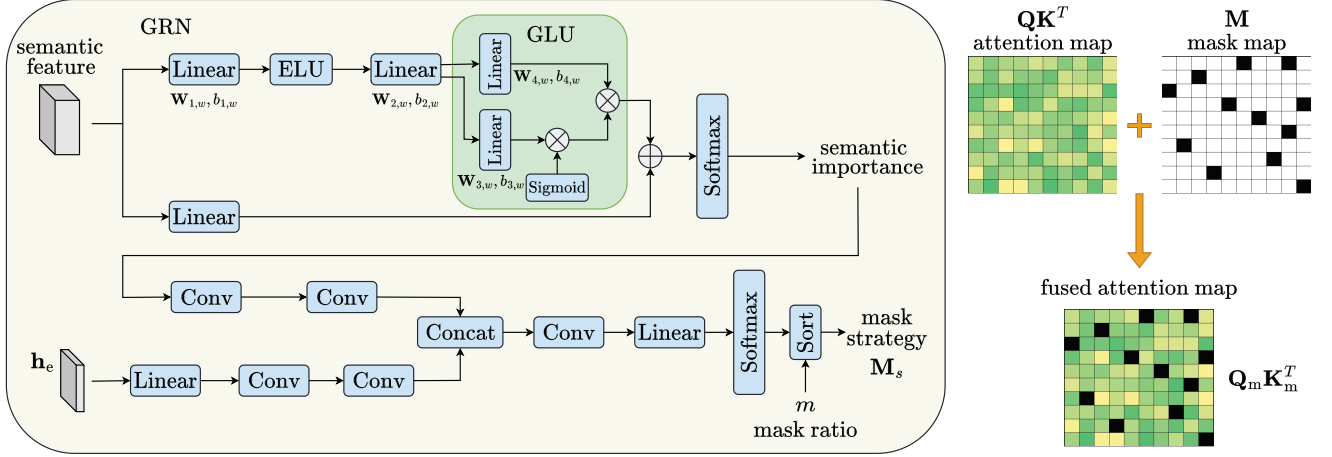 GRN
semantic
feature
Linear
W₁,w, b₁,w
ELU
Linear
W₂,w, b₂,w
GLU
Linear
W₄,w, b₄,w
Linear
W₃,w, b₃,w
Sigmoid
Softmax
semantic
importance
Linear
Conv
Conv
hₑ
Linear
Conv
Conv
Concat
Conv
Linear
Softmax
Sort
mask
strategy
Mₛ
m
mask ratio
QKᵀ
attention map
M
mask map
fused attention map
QₘKₘᵀ